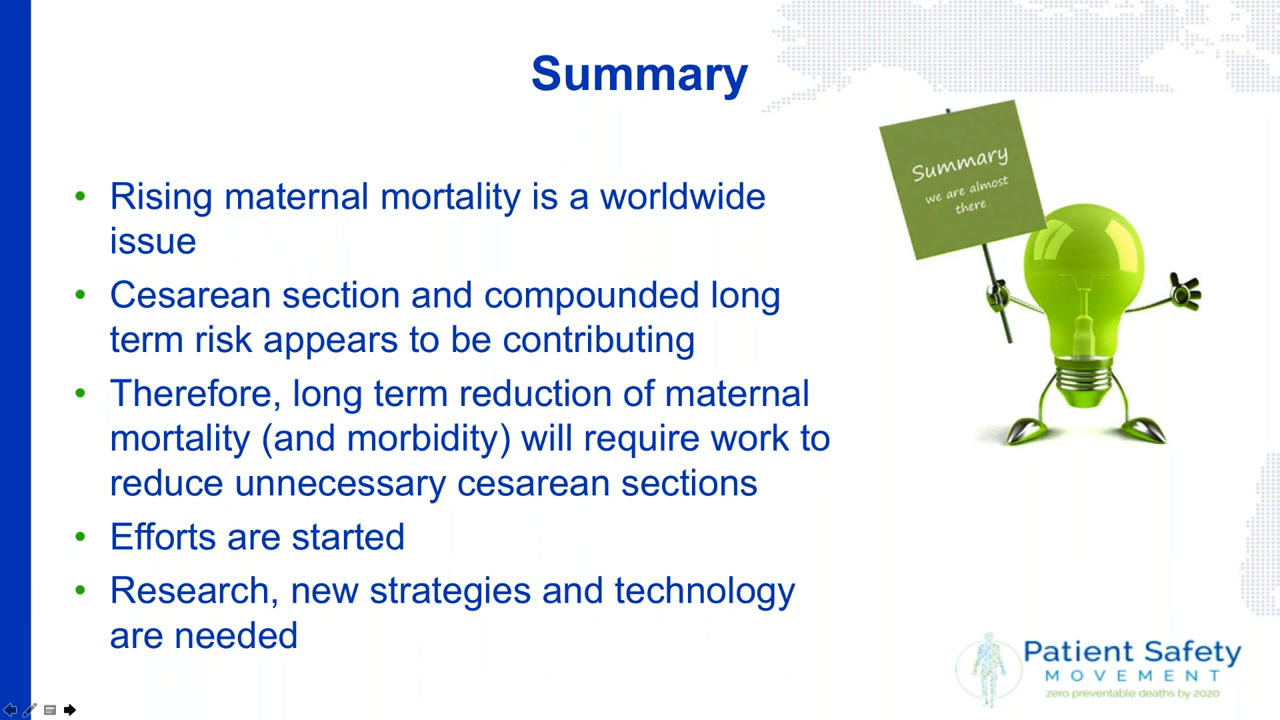 Summary
Summary
we are almost
there
• Rising maternal mortality is a worldwide
issue
• Cesarean section and compounded long
term risk appears to be contributing
• Therefore, long term reduction of maternal
mortality (and morbidity) will require work to
reduce unnecessary cesarean sections
• Efforts are started
• Research, new strategies and technology
are needed
Patient Safety
MOVEMENT
zero preventable deaths by 2020